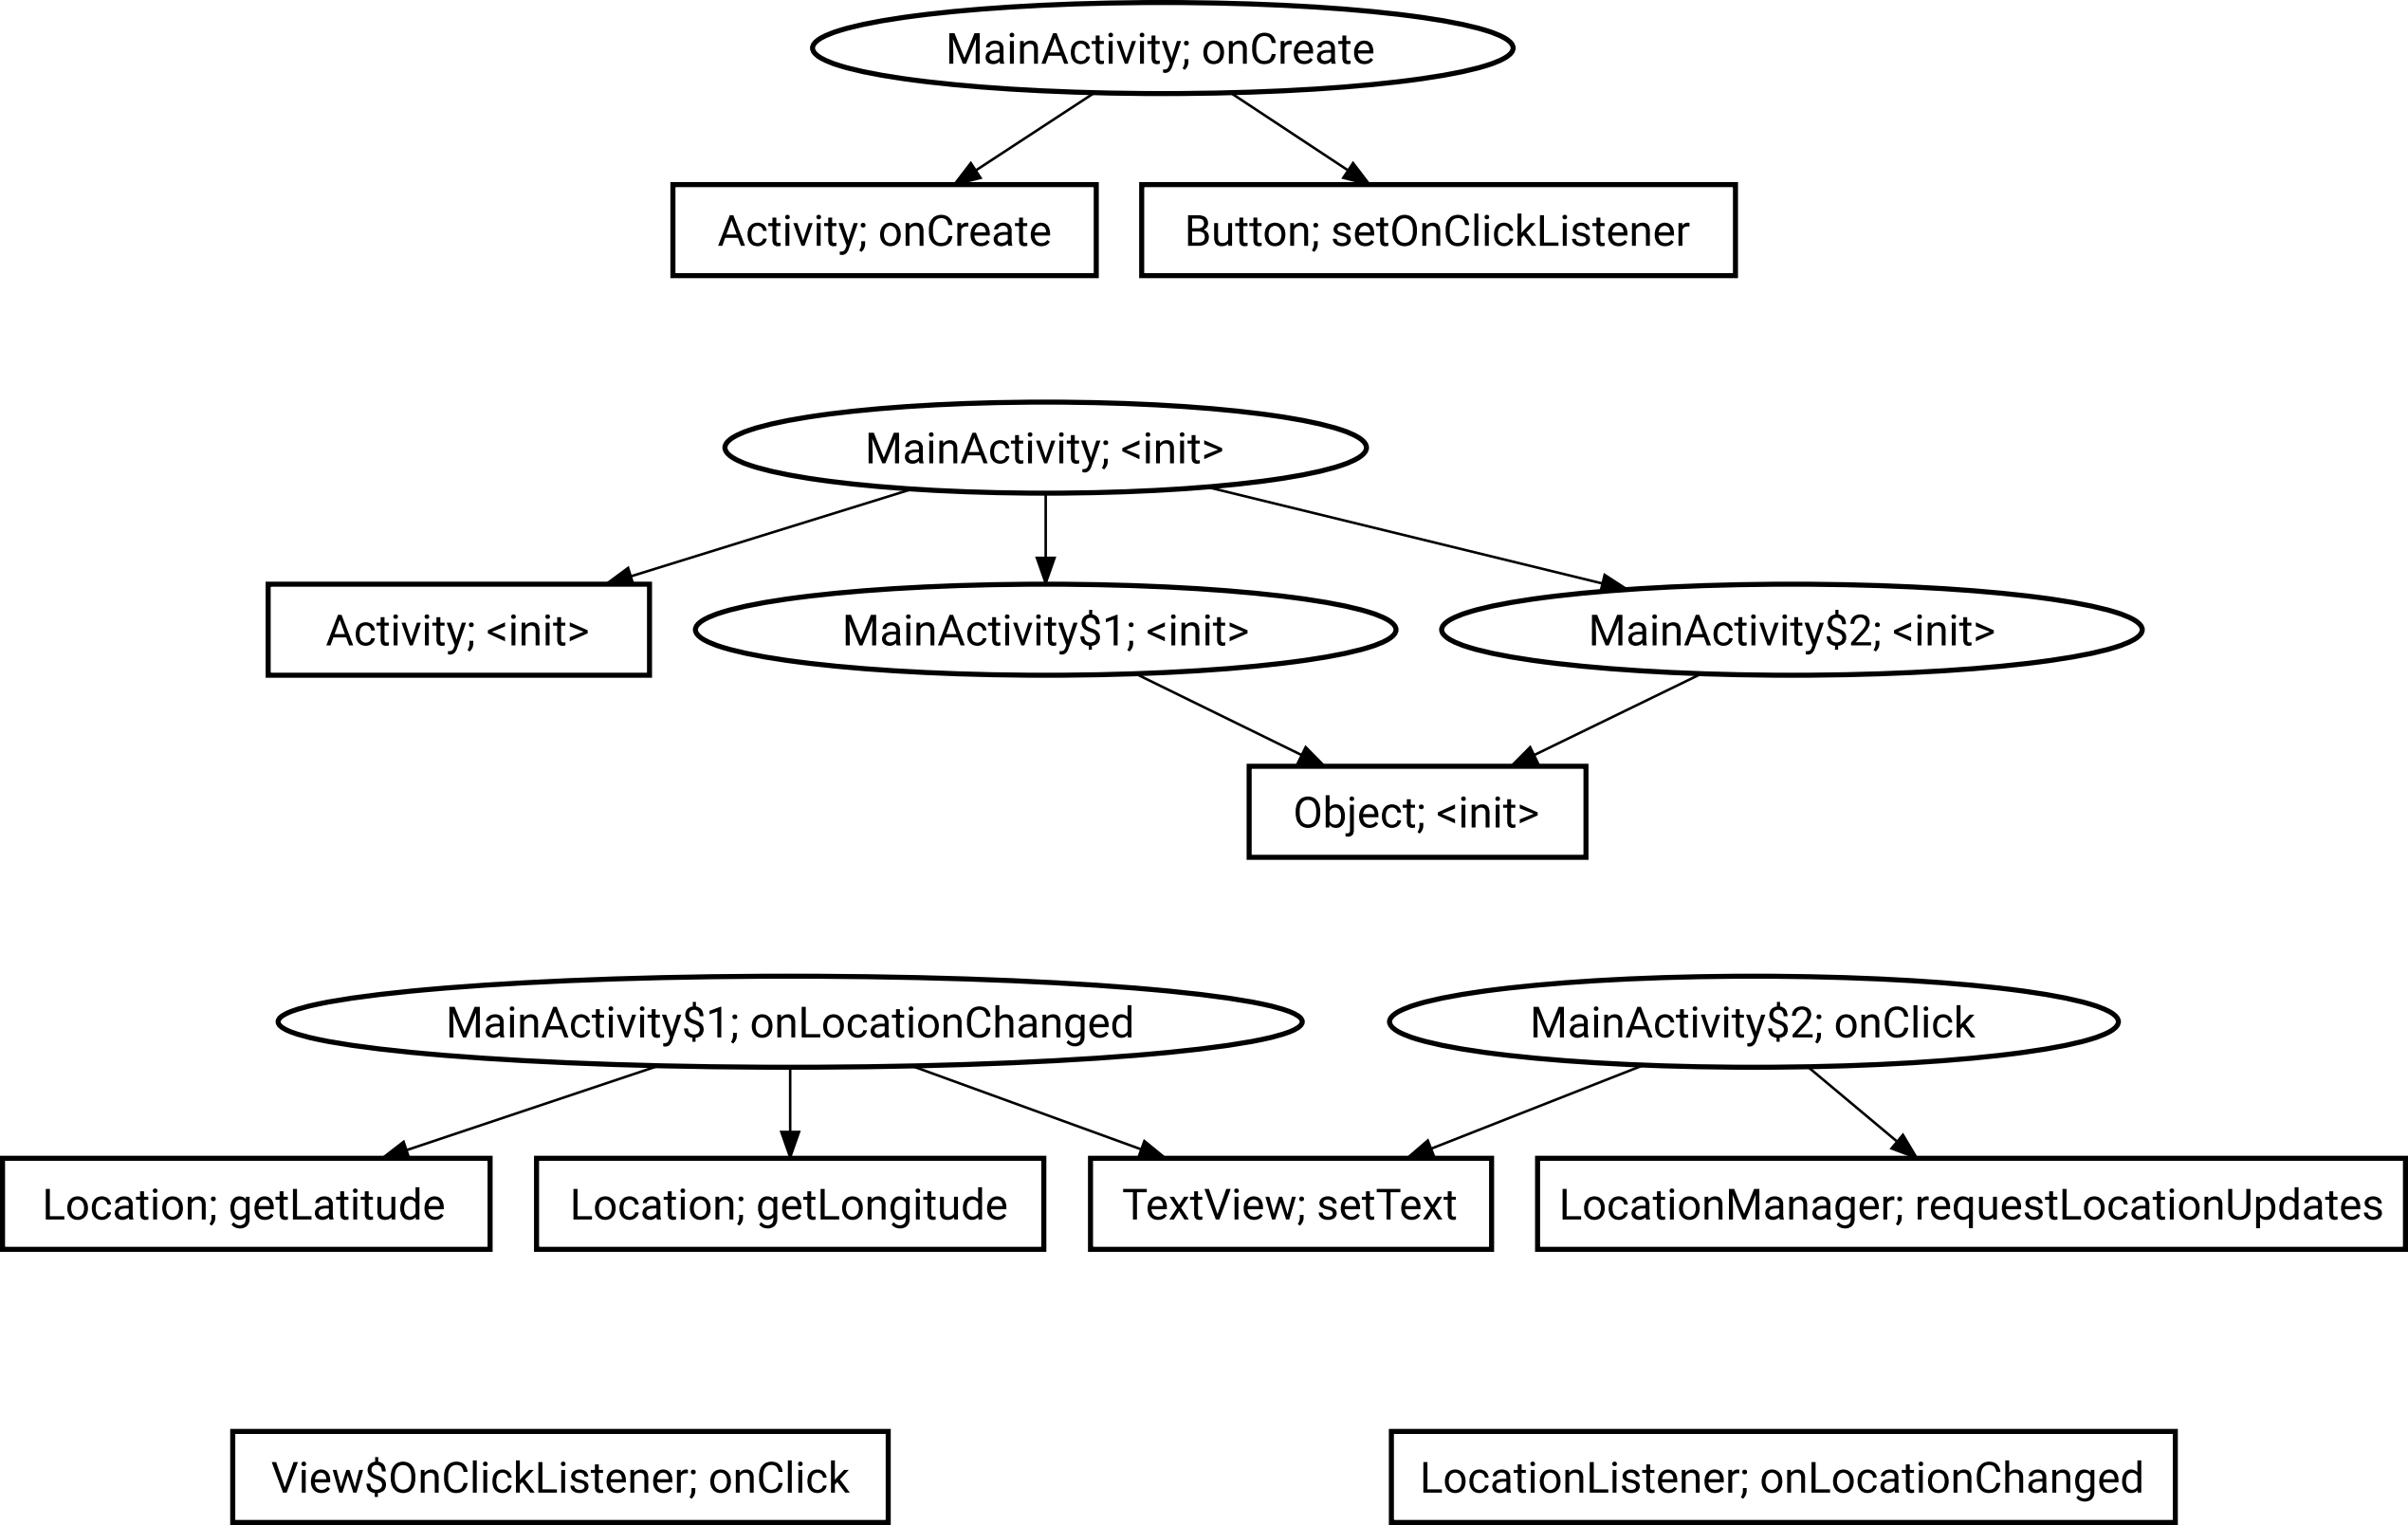 MainActivity; onCreate
Activity; onCreate
Button; setOnClickListener
MainActivity; <init>
Activity; <init>
MainActivity$1; <init>
MainActivity$2; <init>
Object; <init>
MainActivity$1; onLocationChanged
MainActivity$2; onClick
Location; getLatitude
Location; getLongitude
TextView; setText
LocationManager; requestLocationUpdates
View$OnClickListener; onClick
LocationListener; onLocationChanged